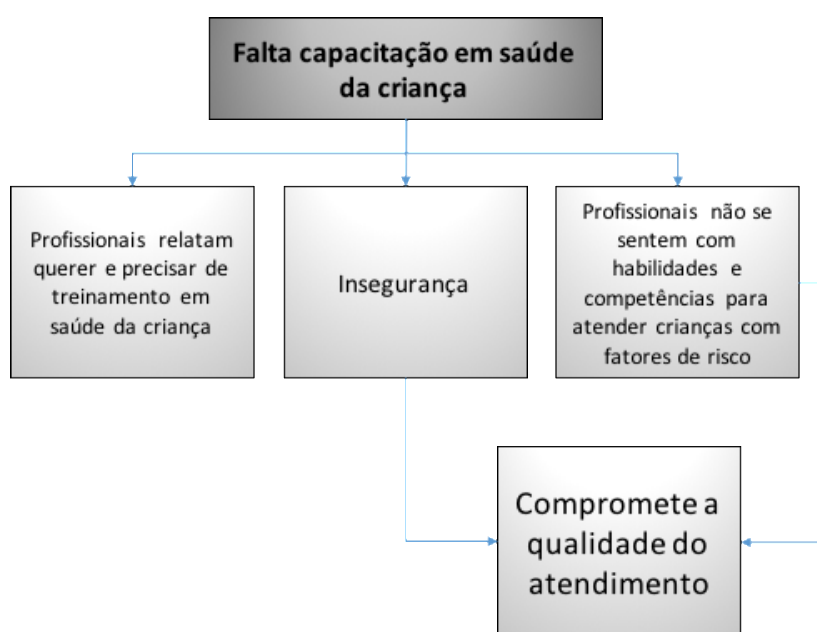 Falta capacitação em saúde
da criança
Profissionais relatam
querer e precisar de
treinamento em
saúde da criança
Insegurança
Profissionais não se
sentem com
habilidades e
competências para
atender crianças com
fatores de risco
Compromete a
qualidade do
atendimento